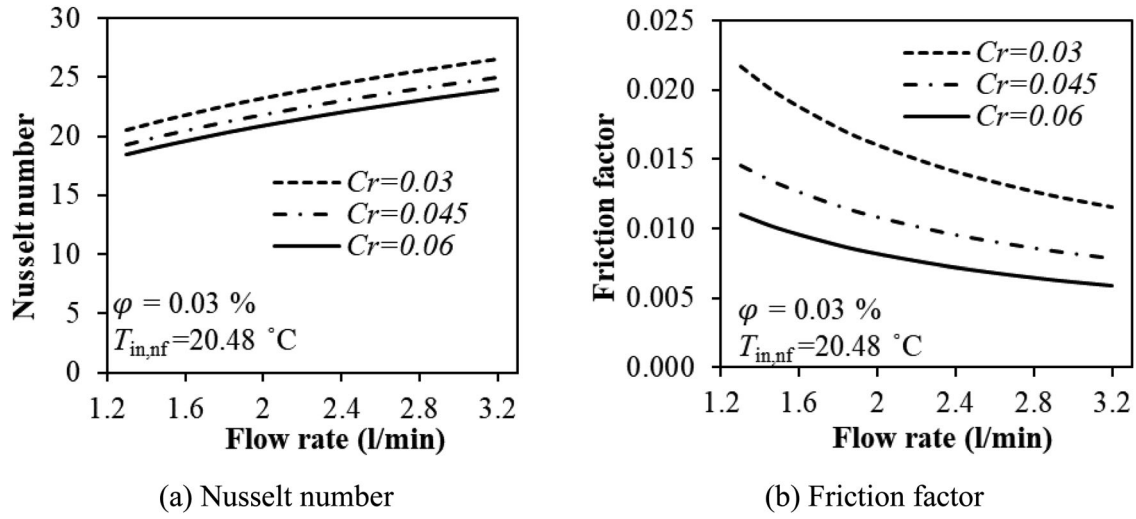 30
25
20
15
10
5
0
Nusselt number
Cr=0.03
Cr=0.045
Cr=0.06
φ = 0.03 %
Tin,nf=20.48 ˚C
1.2 1.6 2 2.4 2.8 3.2
Flow rate (l/min)
(a) Nusselt number
0.025
0.020
0.015
0.010
0.005
0.000
Friction factor
Cr=0.03
Cr=0.045
Cr=0.06
φ = 0.03 %
Tin,nf=20.48 ˚C
1.2 1.6 2 2.4 2.8 3.2
Flow rate (l/min)
(b) Friction factor